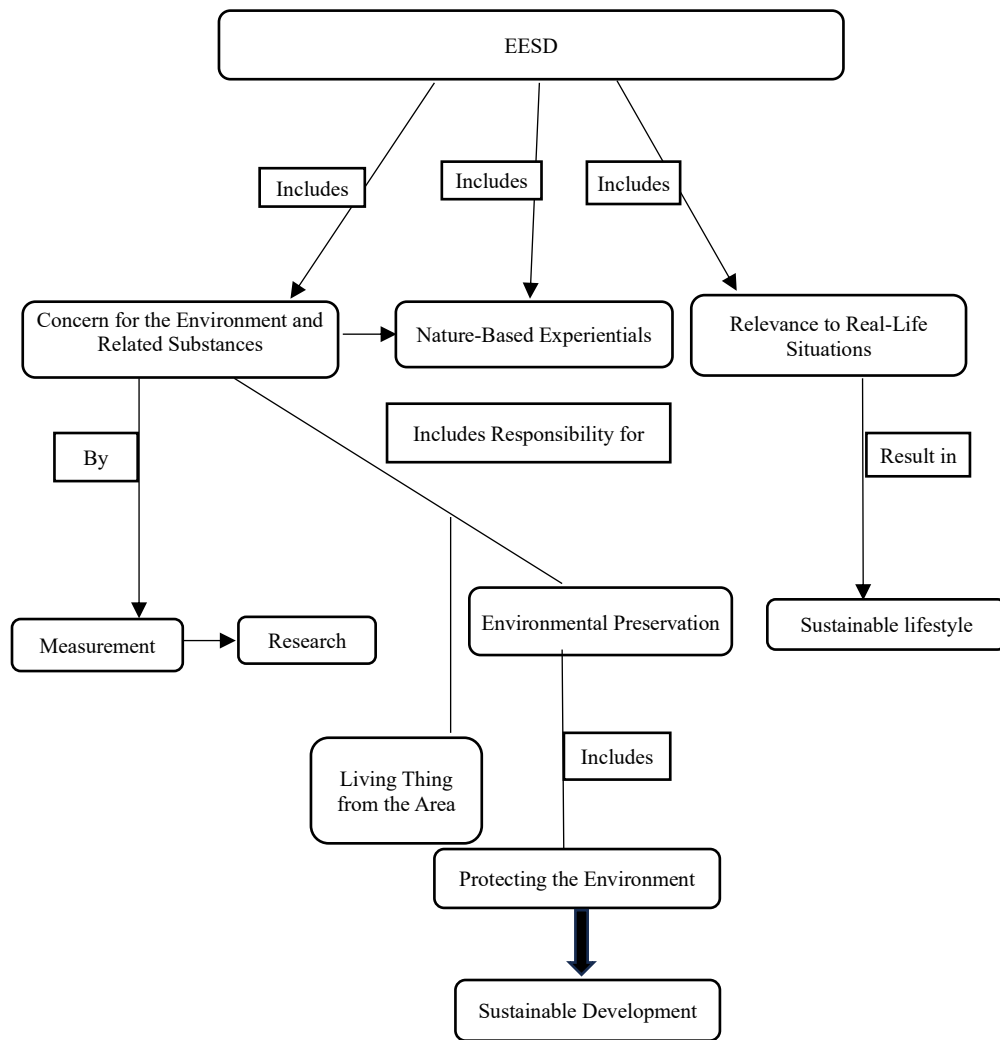 EESD
Includes
Includes
Includes
Concern for the Environment and
Related Substances
Nature-Based Experientials
Relevance to Real-Life
Situations
Includes Responsibility for
By
Result in
Environmental Preservation
Sustainable lifestyle
Measurement
Research
Living Thing
from the Area
Includes
Protecting the Environment
Sustainable Development